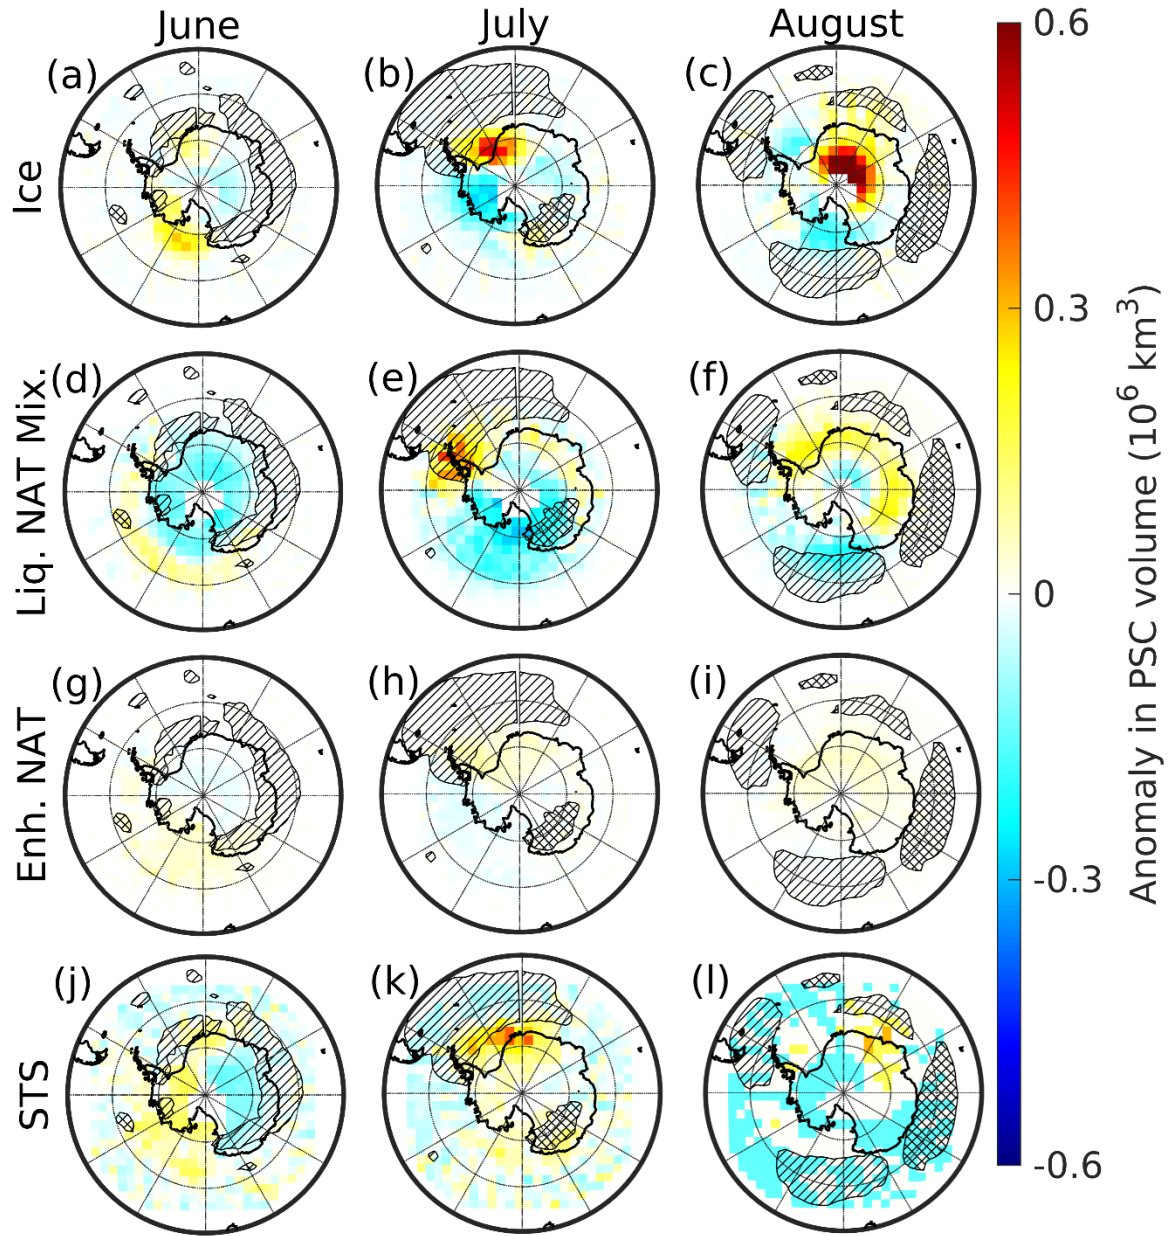 June July August
Ice
(a) (b) (c)
Liq. NAT Mix.
(d) (e) (f)
Enh. NAT
(g) (h) (i)
STS
(j) (k) (l)
0.6
0.3
0
-0.3
-0.6
Anomaly in PSC volume (10⁶ km³)